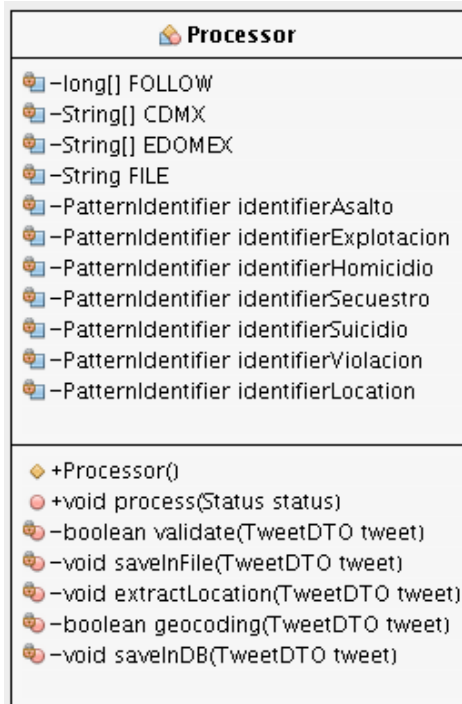 Processor
-long[] FOLLOW
-String[] CDMX
-String[] EDOMEX
-String FILE
-PatternIdentifier identifierAsalto
-PatternIdentifier identifierExplotacion
-PatternIdentifier identifierHomicidio
-PatternIdentifier identifierSecuestro
-PatternIdentifier identifierSuicidio
-PatternIdentifier identifierViolacion
-PatternIdentifier identifierLocation
+Processor()
+void process(Status status)
-boolean validate(TweetDTO tweet)
-void saveInFile(TweetDTO tweet)
-void extractLocation(TweetDTO tweet)
-boolean geocoding(TweetDTO tweet)
-void saveInDB(TweetDTO tweet)